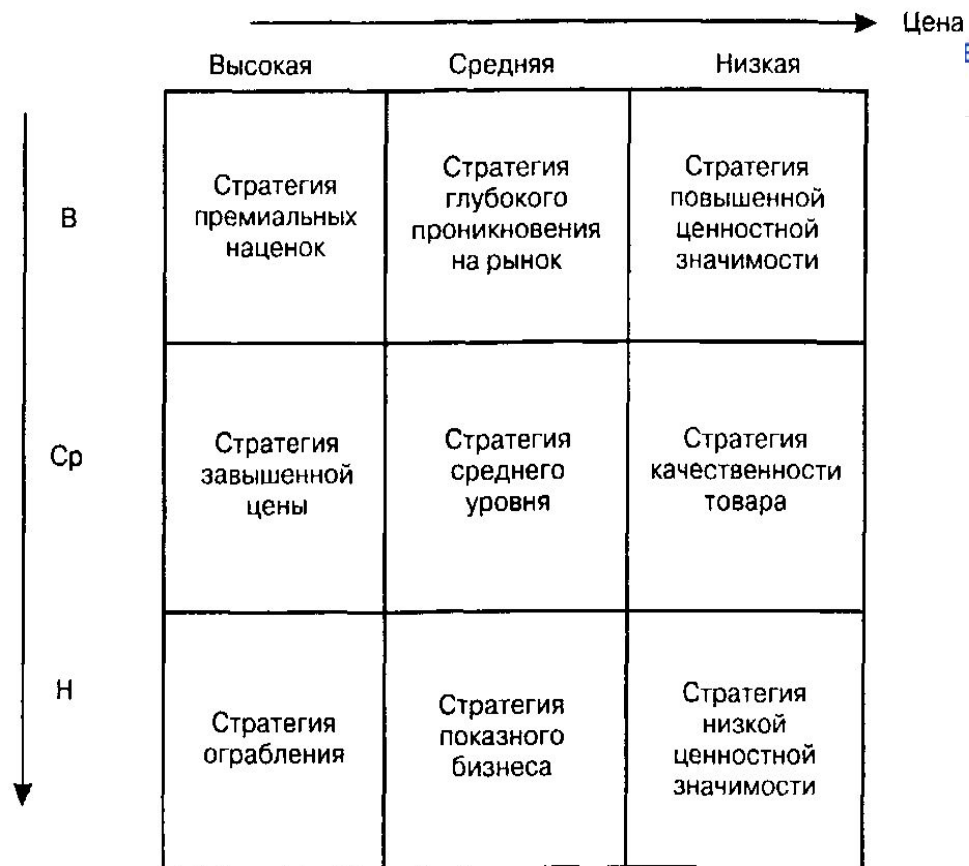 Цена
Высокая Средняя Низкая
В
Стратегия
премиальных
наценок
Стратегия
глубокого
проникновения
на рынок
Стратегия
повышенной
ценностной
значимости
Ср
Стратегия
завышенной
цены
Стратегия
среднего
уровня
Стратегия
качественности
товара
Н
Стратегия
ограбления
Стратегия
показного
бизнеса
Стратегия
низкой
ценностной
значимости